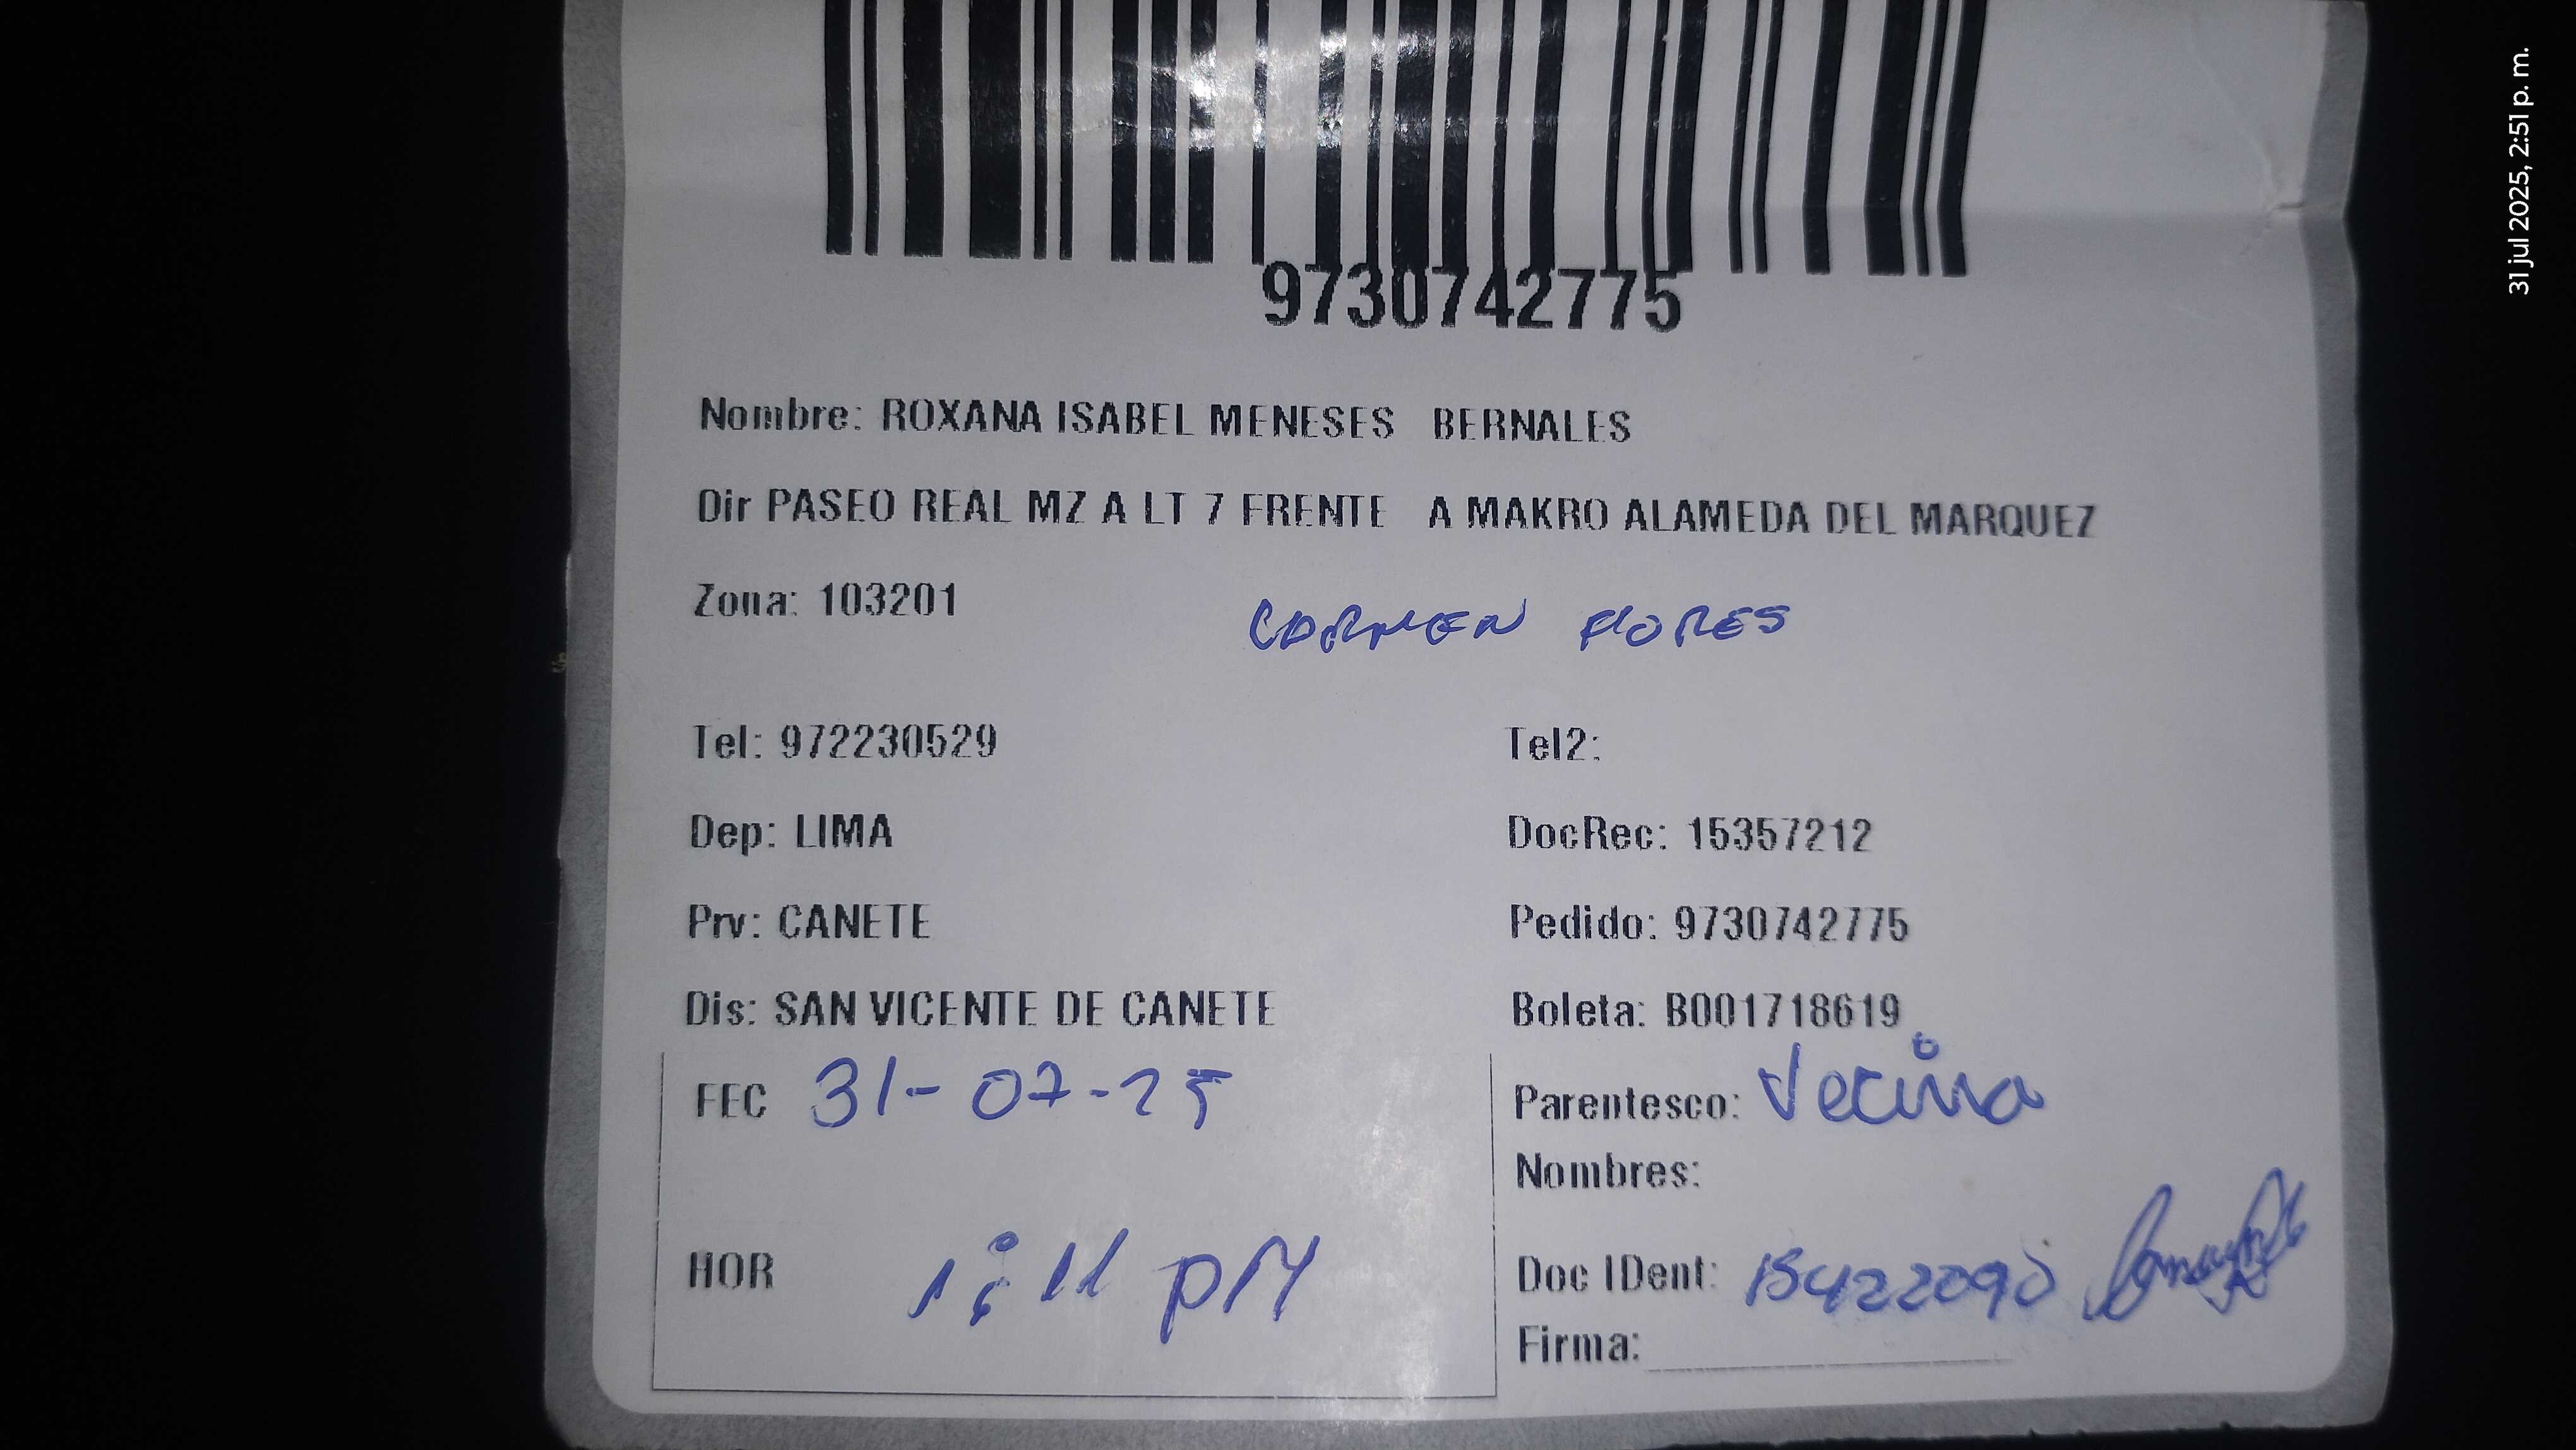 9730742775
Nombre: ROXANA ISABEL MENESES BERNALES
Dir PASEO REAL MZ A LT 7 FRENTE A MAKRO ALAMEDA DEL MARQUEZ
Zona: 103201
CARMEN FLORES
Tel: 972230529 Tel2:
Dep: LIMA DocRec: 15357212
Prv: CANETE Pedido: 9730742775
Dis: SAN VICENTE DE CANETE Boleta: B001718619
FEC 31-07-25 Parentesco: Vecina
Nombres:
HOR 1:11 PM Doc IDent: 15422090
Firma:
31 jul 2025, 2:51 p. m.